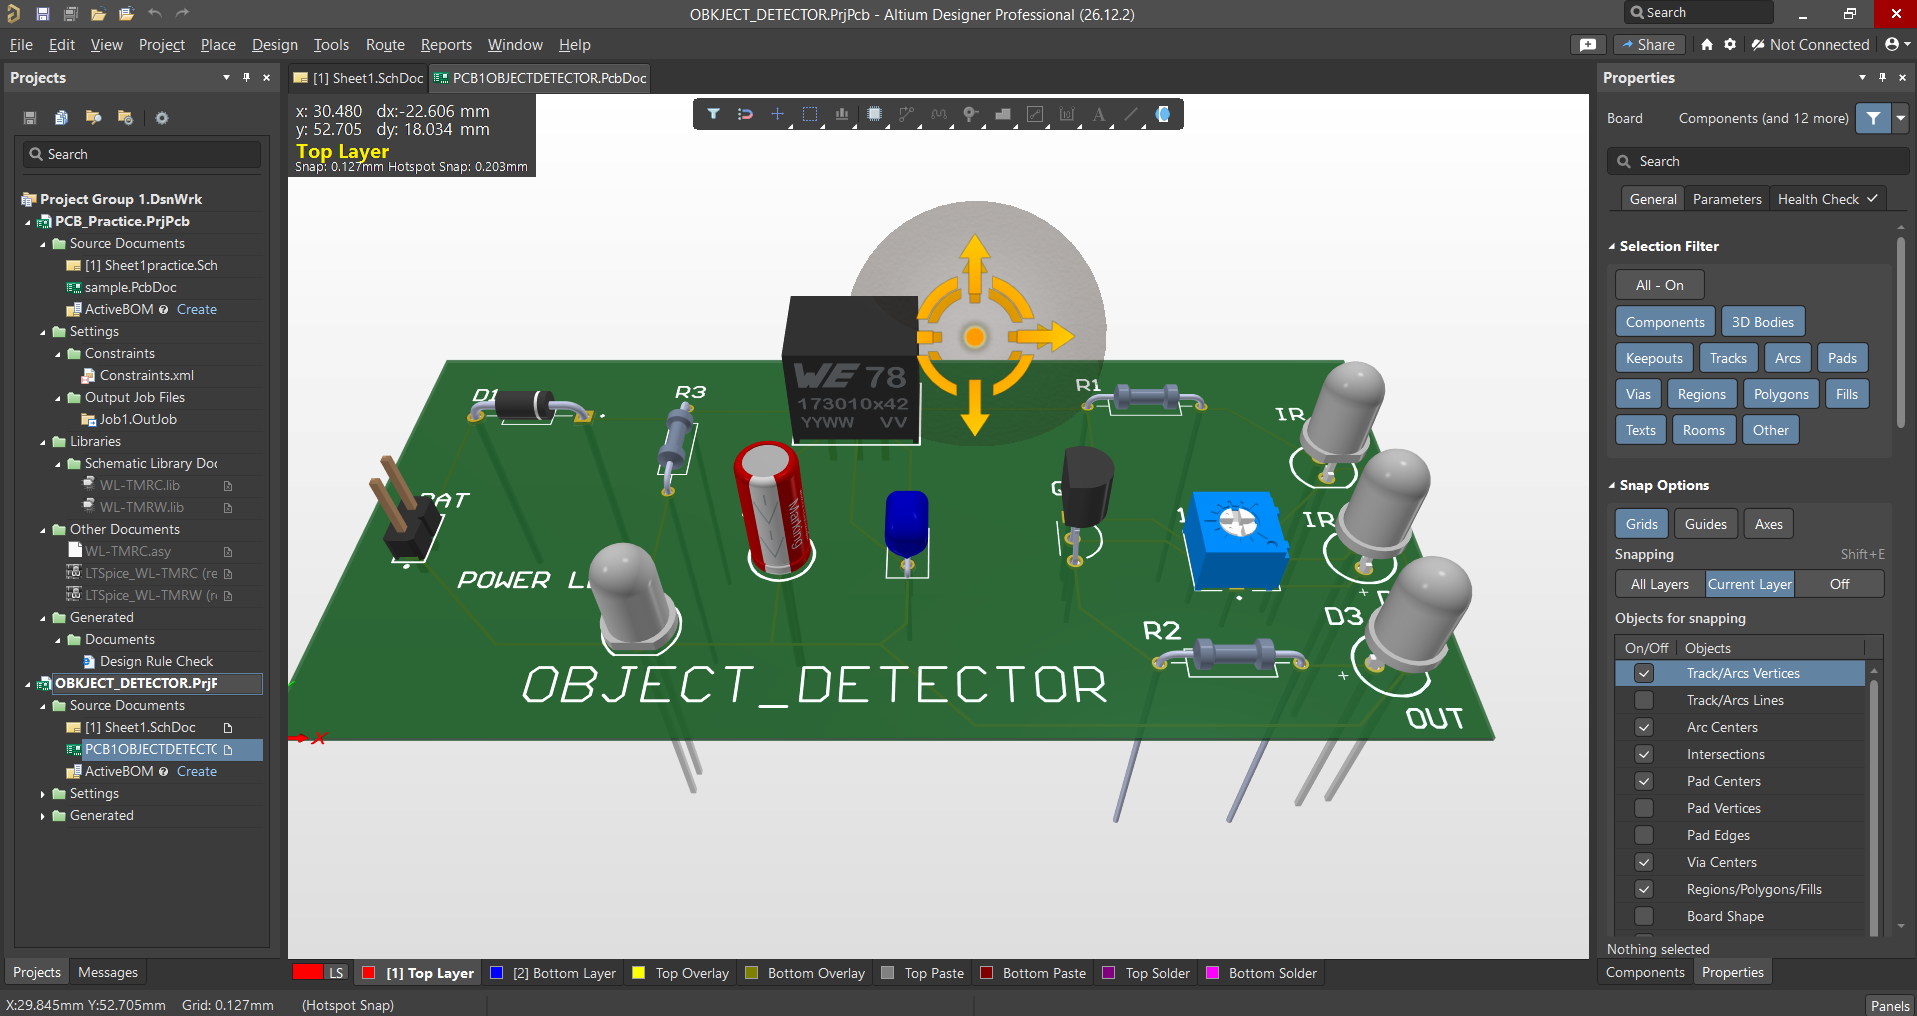 OBKJECT_DETECTOR.PrjPcb - Altium Designer Professional (26.12.2)
Search
File Edit View Project Place Design Tools Route Reports Window Help
Share
Not Connected
Projects
Search
Project Group 1.DsnWrk
PCB_Practice.PrjPcb
Source Documents
[1] Sheet1practice.Sch
sample.PcbDoc
ActiveBOM Create
Settings
Constraints
Constraints.xml
Output Job Files
Job1.OutJob
Libraries
Schematic Library Doc
WL-TMRC.lib
WL-TMRW.lib
Other Documents
WL-TMRC.asy
LTSpice_WL-TMRC (re
LTSpice_WL-TMRW (re
Generated
Documents
Design Rule Check
OBKJECT_DETECTOR.PrjP
Source Documents
[1] Sheet1.SchDoc
PCB1OBJECTDETECTO
ActiveBOM Create
Settings
Generated
Projects Messages
[1] Sheet1.SchDoc PCB1OBJECTDETECTOR.PcbDoc
x: 30.480 dx:-22.606 mm
y: 52.705 dy: 18.034 mm
Top Layer
Snap: 0.127mm Hotspot Snap: 0.203mm
D1
R3
WE 78
173010x42
YYWW VV
R1
IR
BAT
Q
1
IR
POWER L
R2
D3
OBJECT_DETECTOR
OUT
x
LS [1] Top Layer [2] Bottom Layer Top Overlay Bottom Overlay Top Paste Bottom Paste Top Solder Bottom Solder
Properties
Board Components (and 12 more)
Search
General Parameters Health Check
Selection Filter
All - On
Components 3D Bodies
Keepouts Tracks Arcs Pads
Vias Regions Polygons Fills
Texts Rooms Other
Snap Options
Grids Guides Axes
Snapping Shift+E
All Layers Current Layer Off
Objects for snapping
On/Off Objects
Track/Arcs Vertices
Track/Arcs Lines
Arc Centers
Intersections
Pad Centers
Pad Vertices
Pad Edges
Via Centers
Regions/Polygons/Fills
Board Shape
Nothing selected
Components Properties
X:29.845mm Y:52.705mm Grid: 0.127mm (Hotspot Snap)
Panels